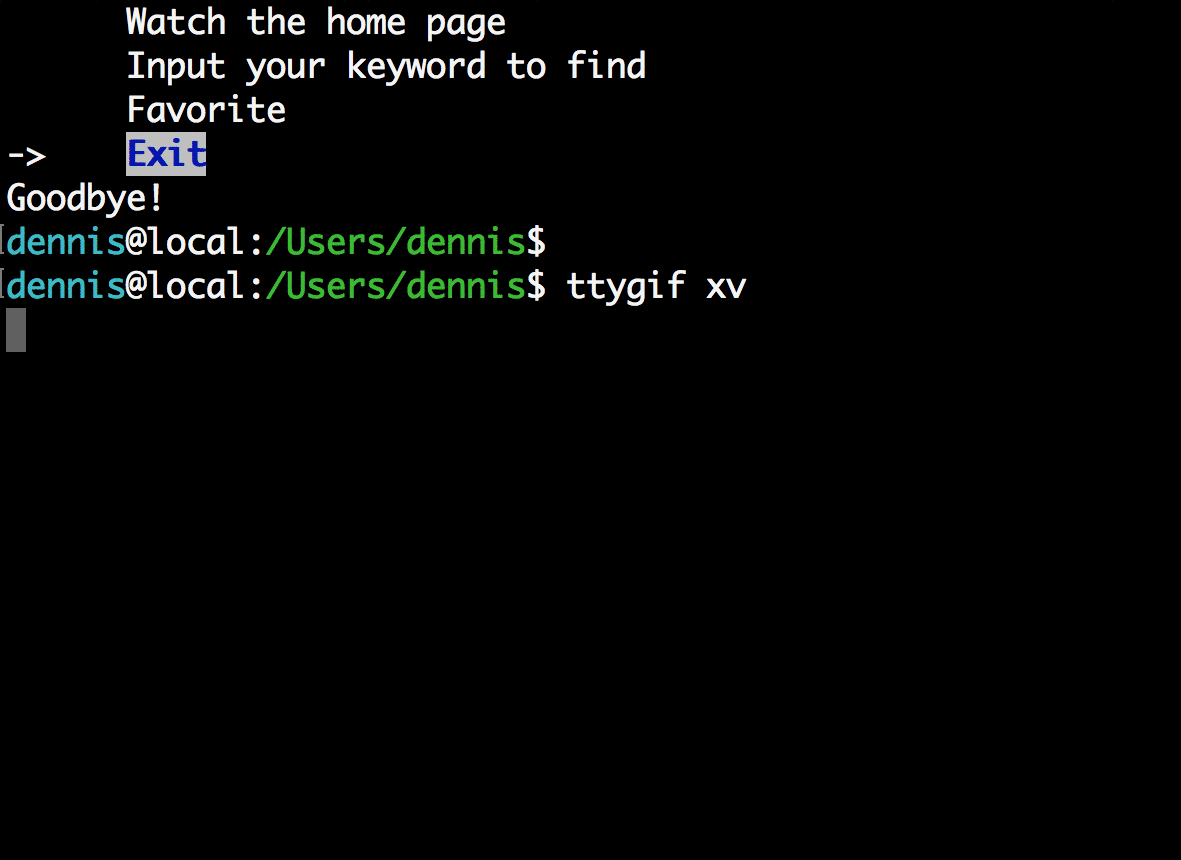 Watch the home page
Input your keyword to find
Favorite
-> Exit
Goodbye!
dennis@local:/Users/dennis$
dennis@local:/Users/dennis$ ttygif xv